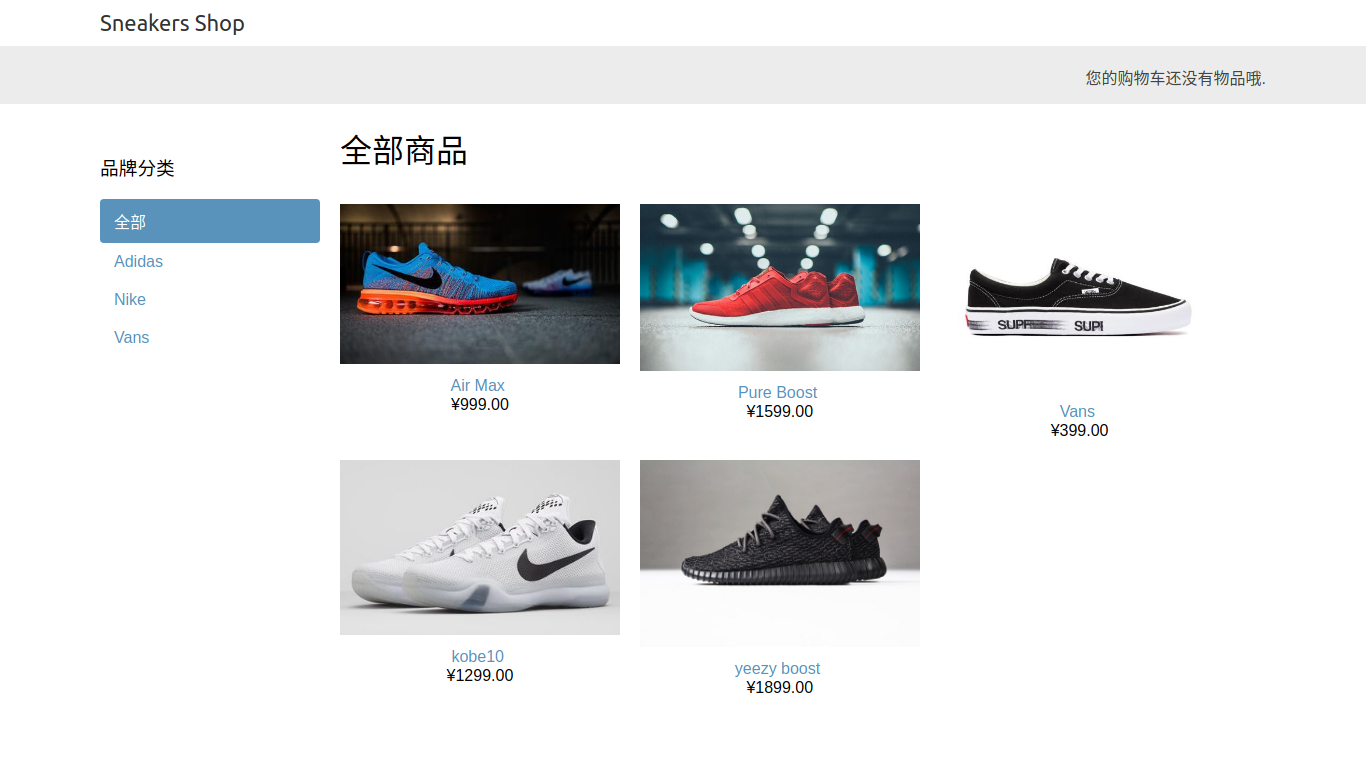 Sneakers Shop
您的购物车还没有物品哦.
品牌分类
全部
Adidas
Nike
Vans
全部商品
Air Max
¥999.00
Pure Boost
¥1599.00
SUPR SUPI
Vans
¥399.00
kobe10
¥1299.00
yeezy boost
¥1899.00